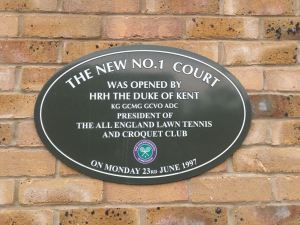 THE NEW NO.1 COURT
WAS OPENED BY
HRH THE DUKE OF KENT
KG GCMG GCVO ADC
PRESIDENT OF
THE ALL ENGLAND LAWN TENNIS
AND CROQUET CLUB
ON MONDAY 23RD JUNE 1997